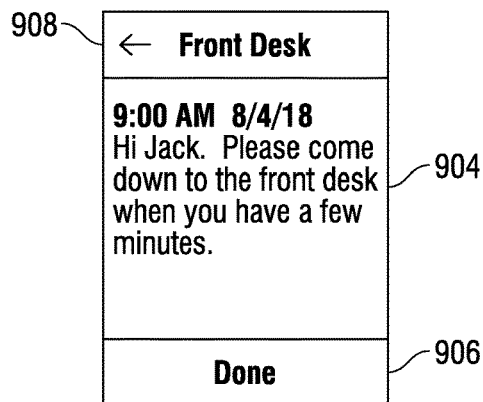 908
← Front Desk
9:00 AM 8/4/18
Hi Jack. Please come
down to the front desk
when you have a few
minutes.
904
Done
906